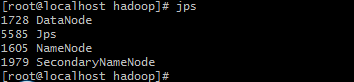 [root@localhost hadoop]# jps
1728 DataNode
5585 Jps
1605 NameNode
1979 SecondaryNameNode
[root@localhost hadoop]#